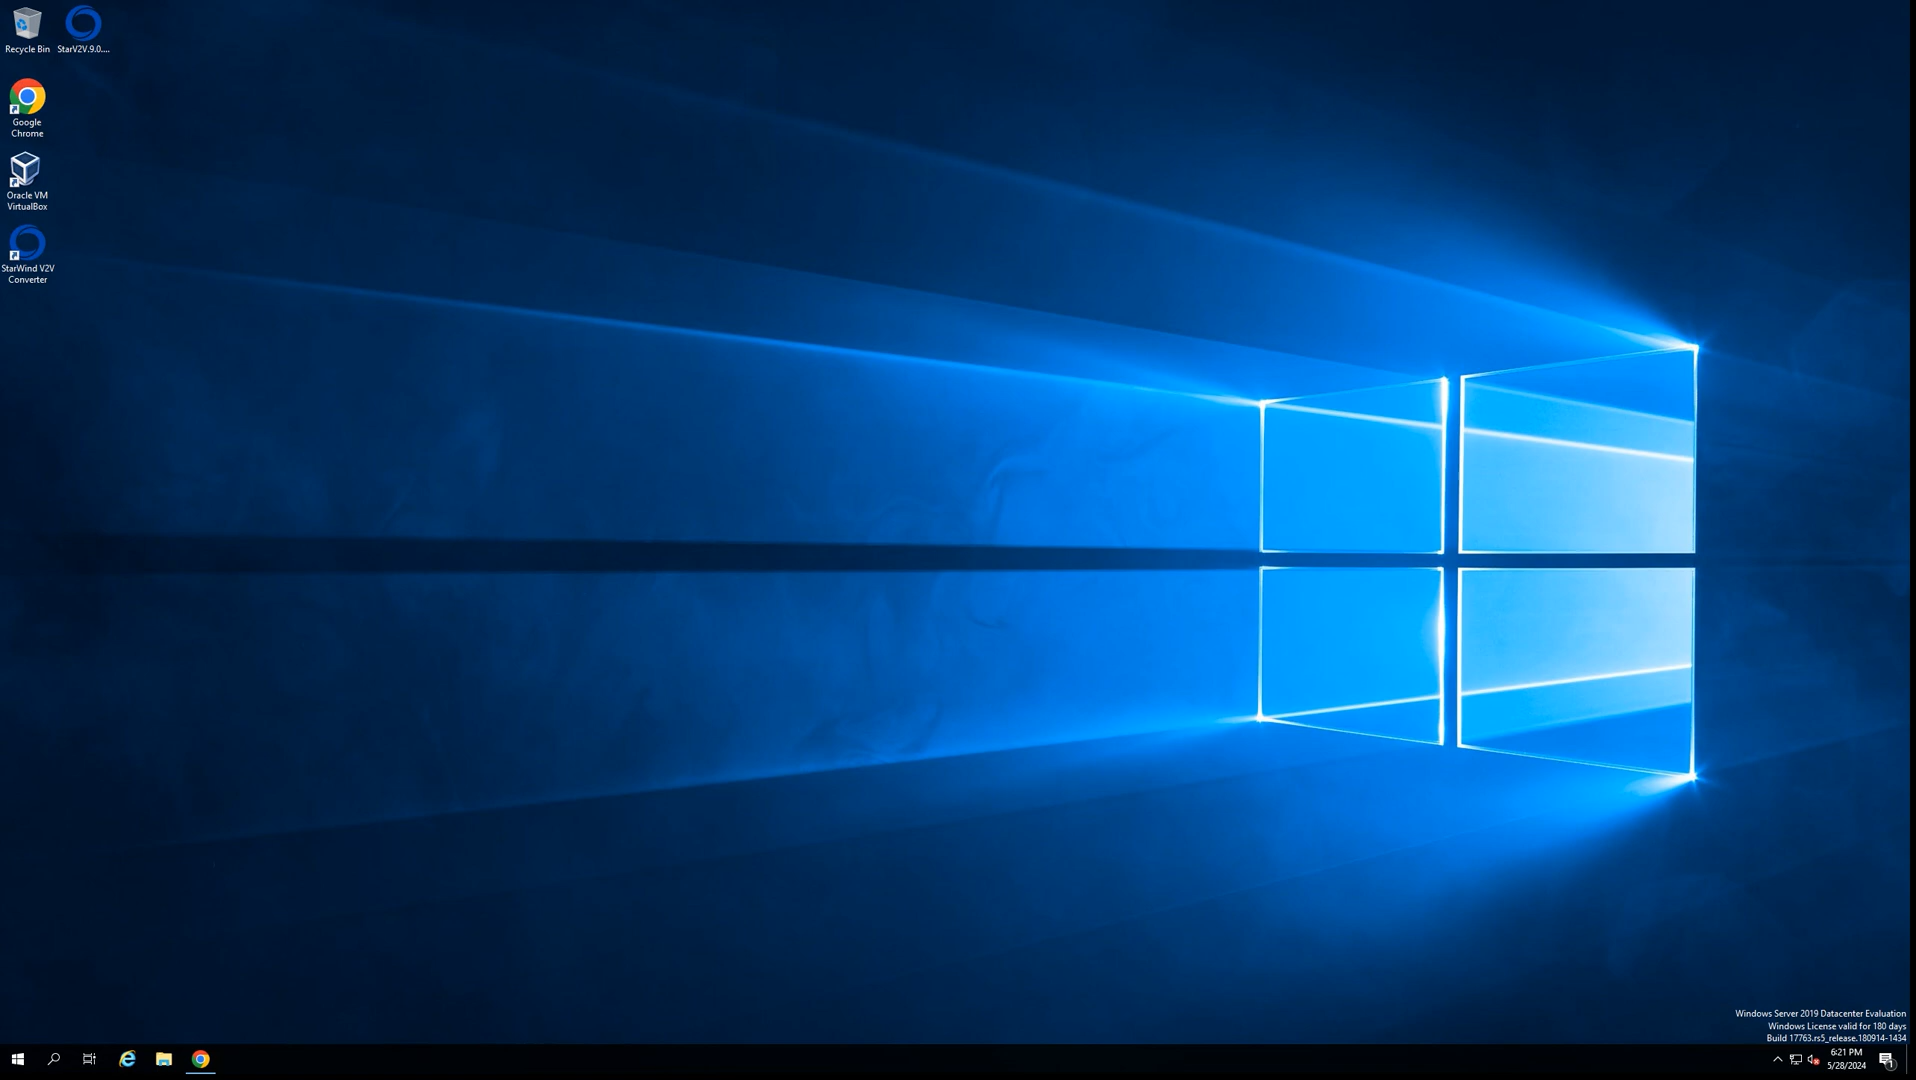 Recycle Bin
StarV2V.9.0....
Google
Chrome
Oracle VM
VirtualBox
StarWind V2V
Converter
Windows Server 2019 Datacenter Evaluation
Windows License valid for 180 days
Build 17763.rs5_release.180914-1434
6:21 PM
5/28/2024
1